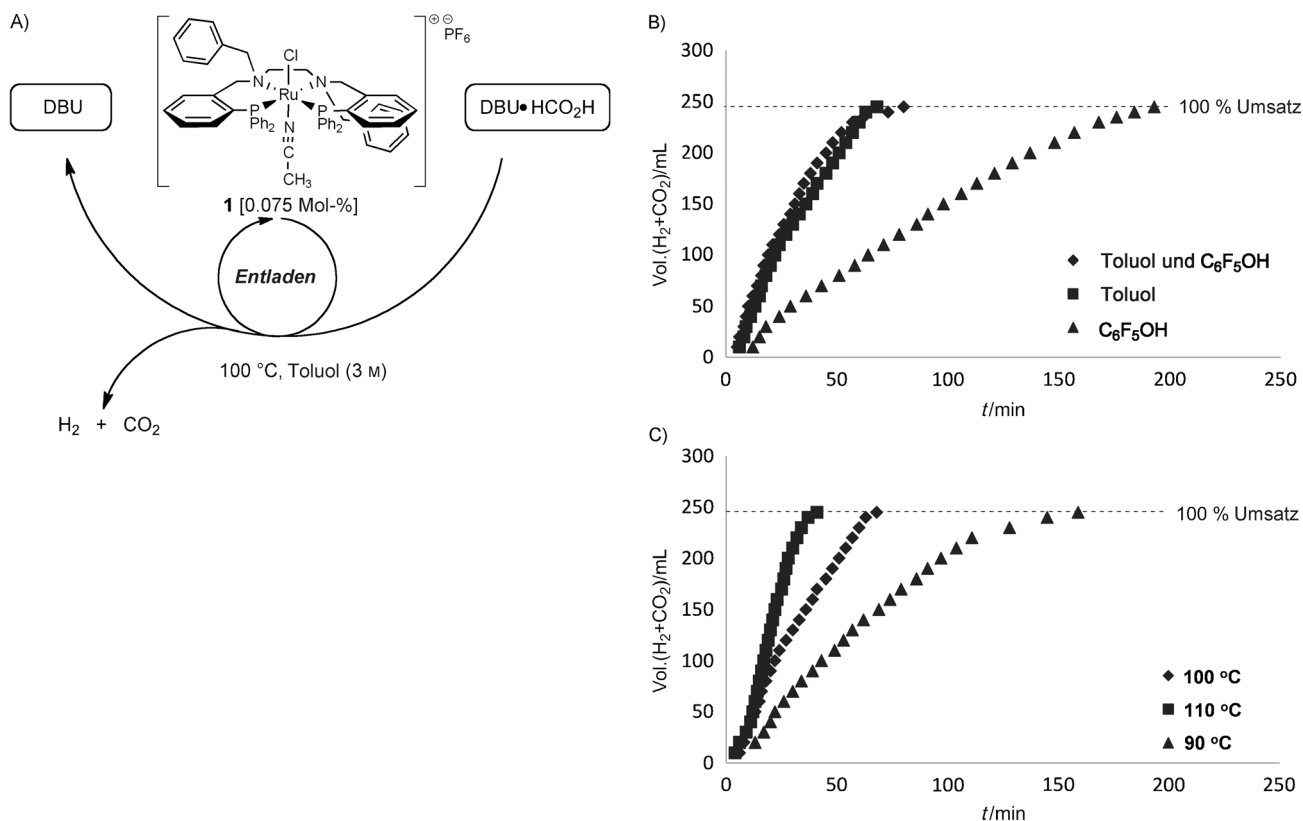 A)
⊕ ⊖
PF6
Cl
N
N
Ru
P
Ph2
P
Ph2
N
C
CH3
DBU
DBU•HCO2H
1 [0.075 Mol-%]
Entladen
100 °C, Toluol (3 M)
H2 + CO2
B)
300
250
200
150
100
50
0
Vol.(H2+CO2)/mL
100 % Umsatz
Toluol und C6F5OH
Toluol
C6F5OH
0 50 100 150 200 250
t/min
C)
300
250
200
150
100
50
0
Vol.(H2+CO2)/mL
100 % Umsatz
100 °C
110 °C
90 °C
0 50 100 150 200 250
t/min